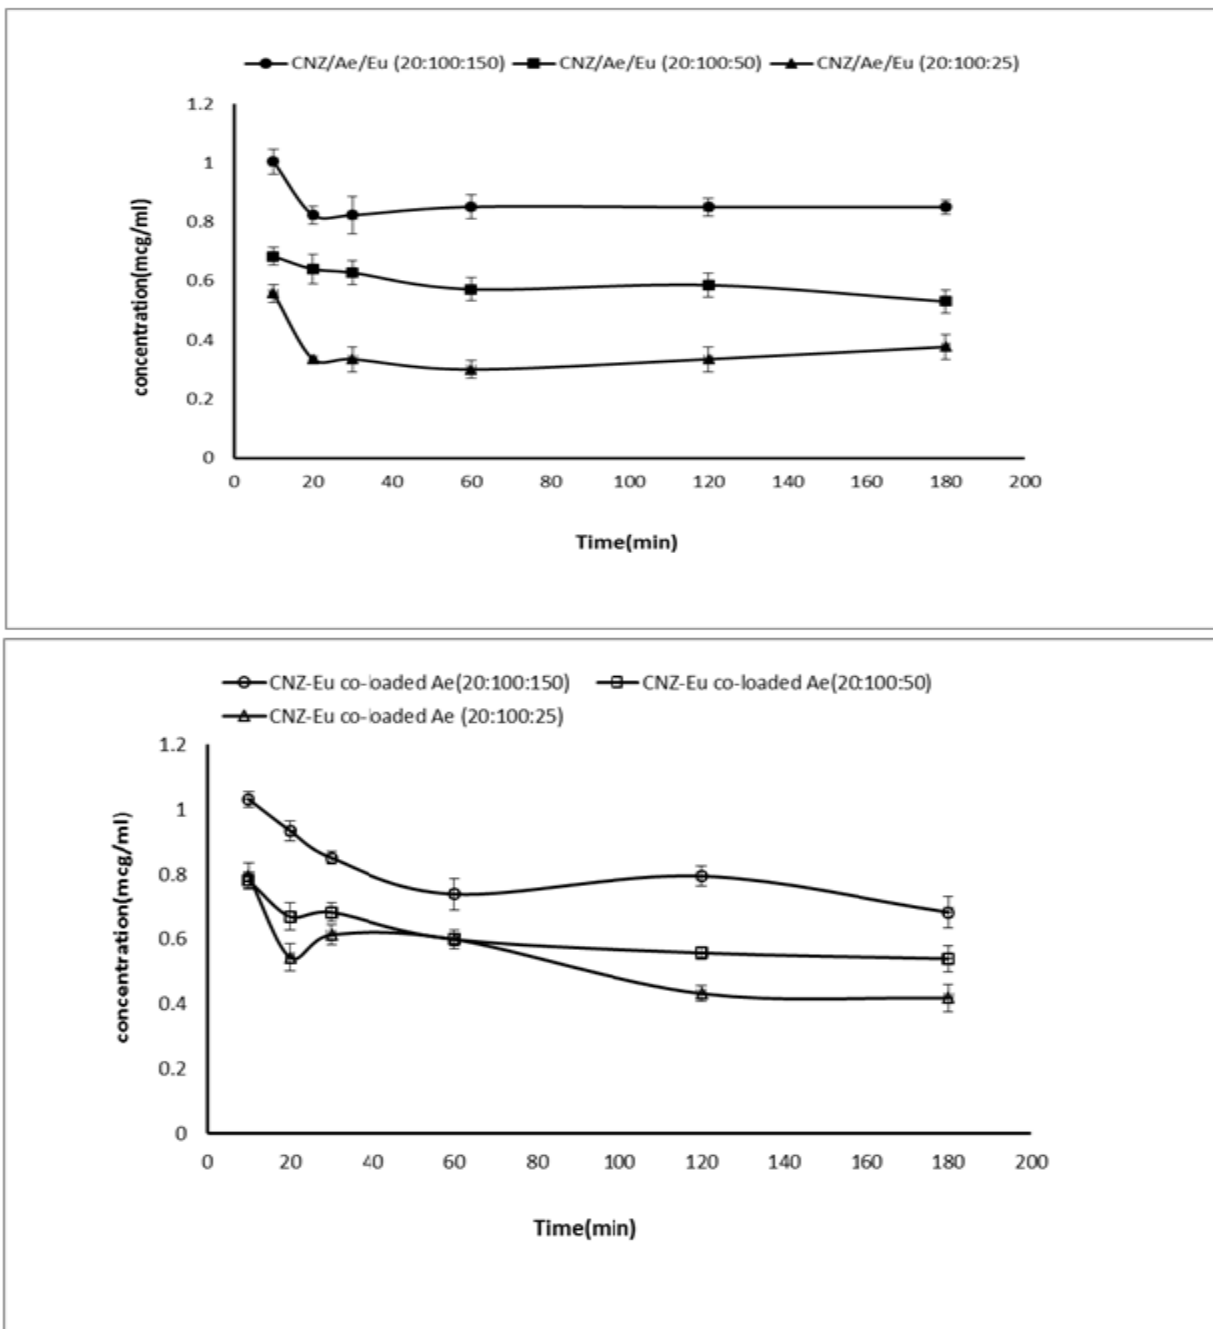 CNZ/Ae/Eu (20:100:150) CNZ/Ae/Eu (20:100:50) CNZ/Ae/Eu (20:100:25)
1.2
1
0.8
0.6
0.4
0.2
0
concentration(mcg/ml)
0 20 40 60 80 100 120 140 160 180 200
Time(min)
CNZ-Eu co-loaded Ae(20:100:150) CNZ-Eu co-loaded Ae(20:100:50)
CNZ-Eu co-loaded Ae (20:100:25)
1.2
1
0.8
0.6
0.4
0.2
0
concentration(mcg/ml)
0 20 40 60 80 100 120 140 160 180 200
Time(min)